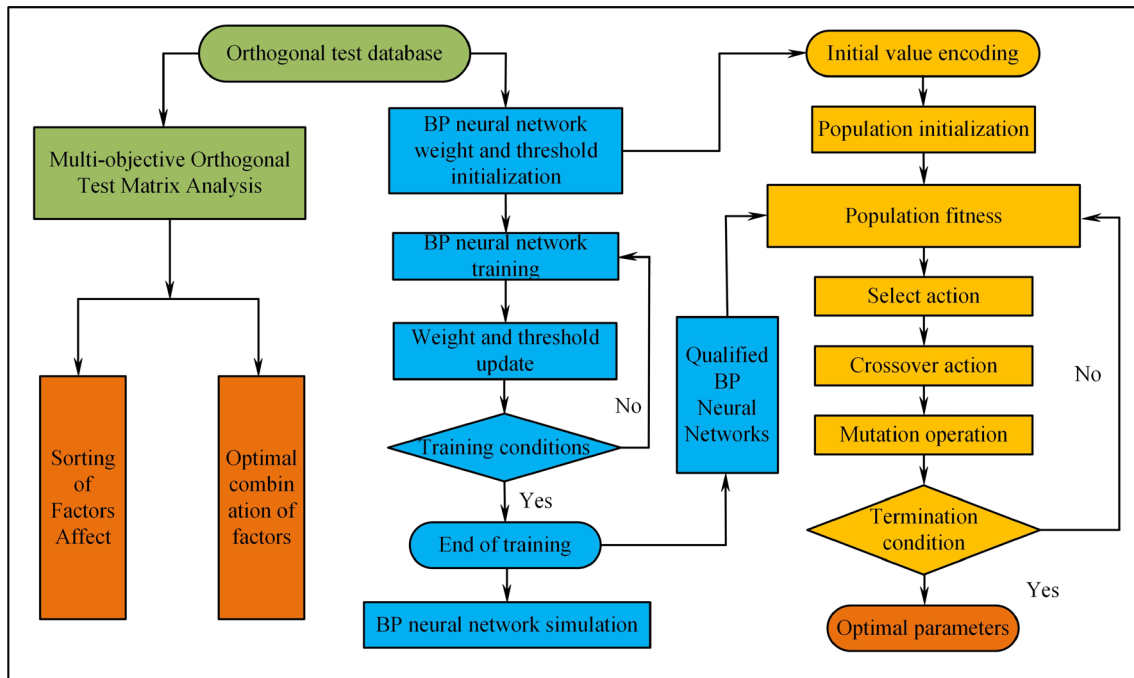 Orthogonal test database
Multi-objective Orthogonal
Test Matrix Analysis
Sorting
of
Factors
Affect
Optimal
combin
ation of
factors
BP neural network
weight and threshold
initialization
BP neural network
training
Weight and threshold
update
No
Training conditions
Yes
End of training
BP neural network simulation
Qualified
BP
Neural
Networks
Initial value encoding
Population initialization
Population fitness
Select action
Crossover action
No
Mutation operation
Termination
condition
Yes
Optimal parameters